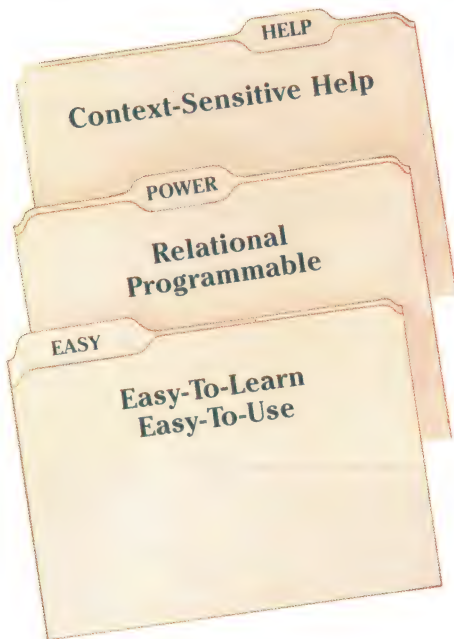 HELP
Context-Sensitive Help
POWER
Relational
Programmable
EASY
Easy-To-Learn
Easy-To-Use